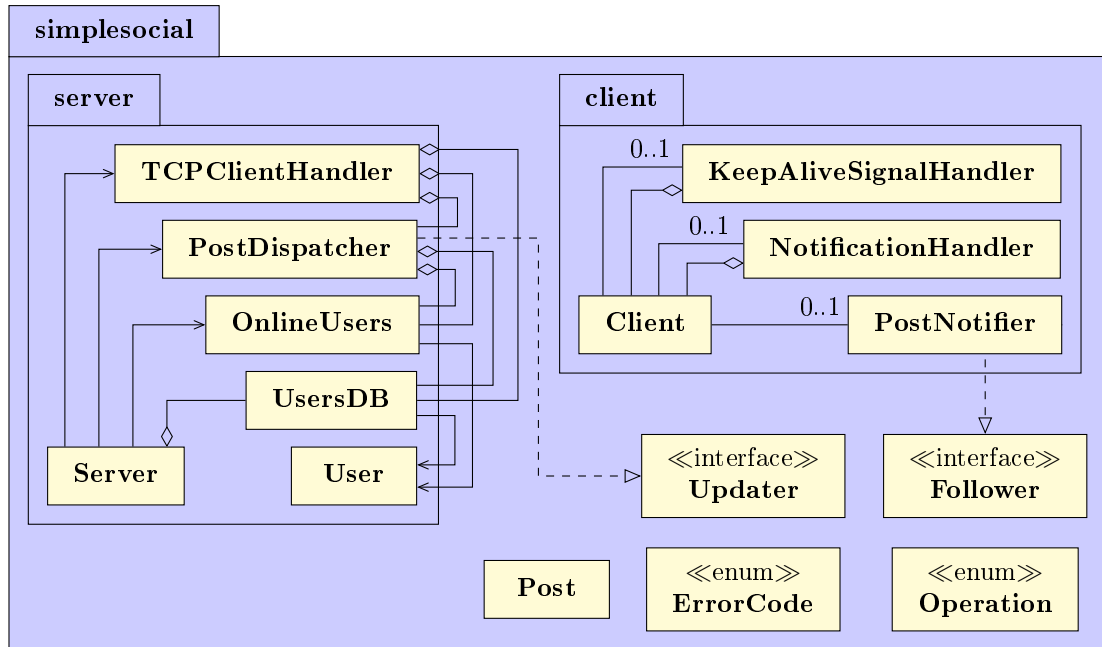 simplesocial
server
client
TCPClientHandler
0..1
KeepAliveSignalHandler
PostDispatcher
0..1
NotificationHandler
OnlineUsers
Client
0..1
PostNotifier
UsersDB
Server
User
≪interface≫
Updater
≪interface≫
Follower
Post
≪enum≫
ErrorCode
≪enum≫
Operation